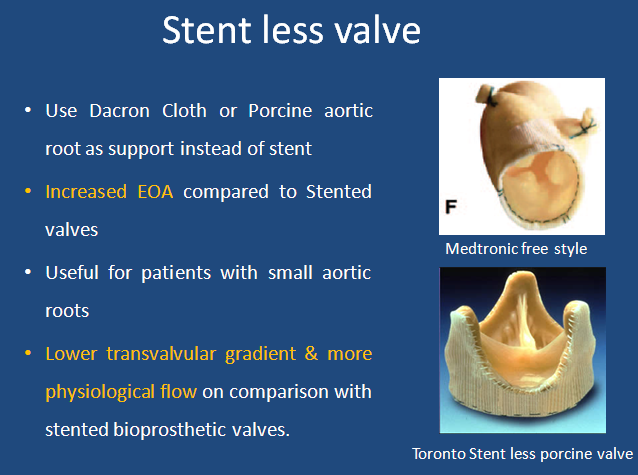 Stent less valve
• Use Dacron Cloth or Porcine aortic
root as support instead of stent
• Increased EOA compared to Stented
valves
• Useful for patients with small aortic
roots
• Lower transvalvular gradient & more
physiological flow on comparison with
stented bioprosthetic valves.
F
Medtronic free style
Toronto Stent less porcine valve